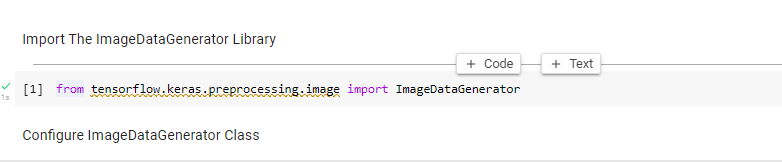 Import The ImageDataGenerator Library
+ Code + Text
[1] from tensorflow.keras.preprocessing.image import ImageDataGenerator
1s
Configure ImageDataGenerator Class